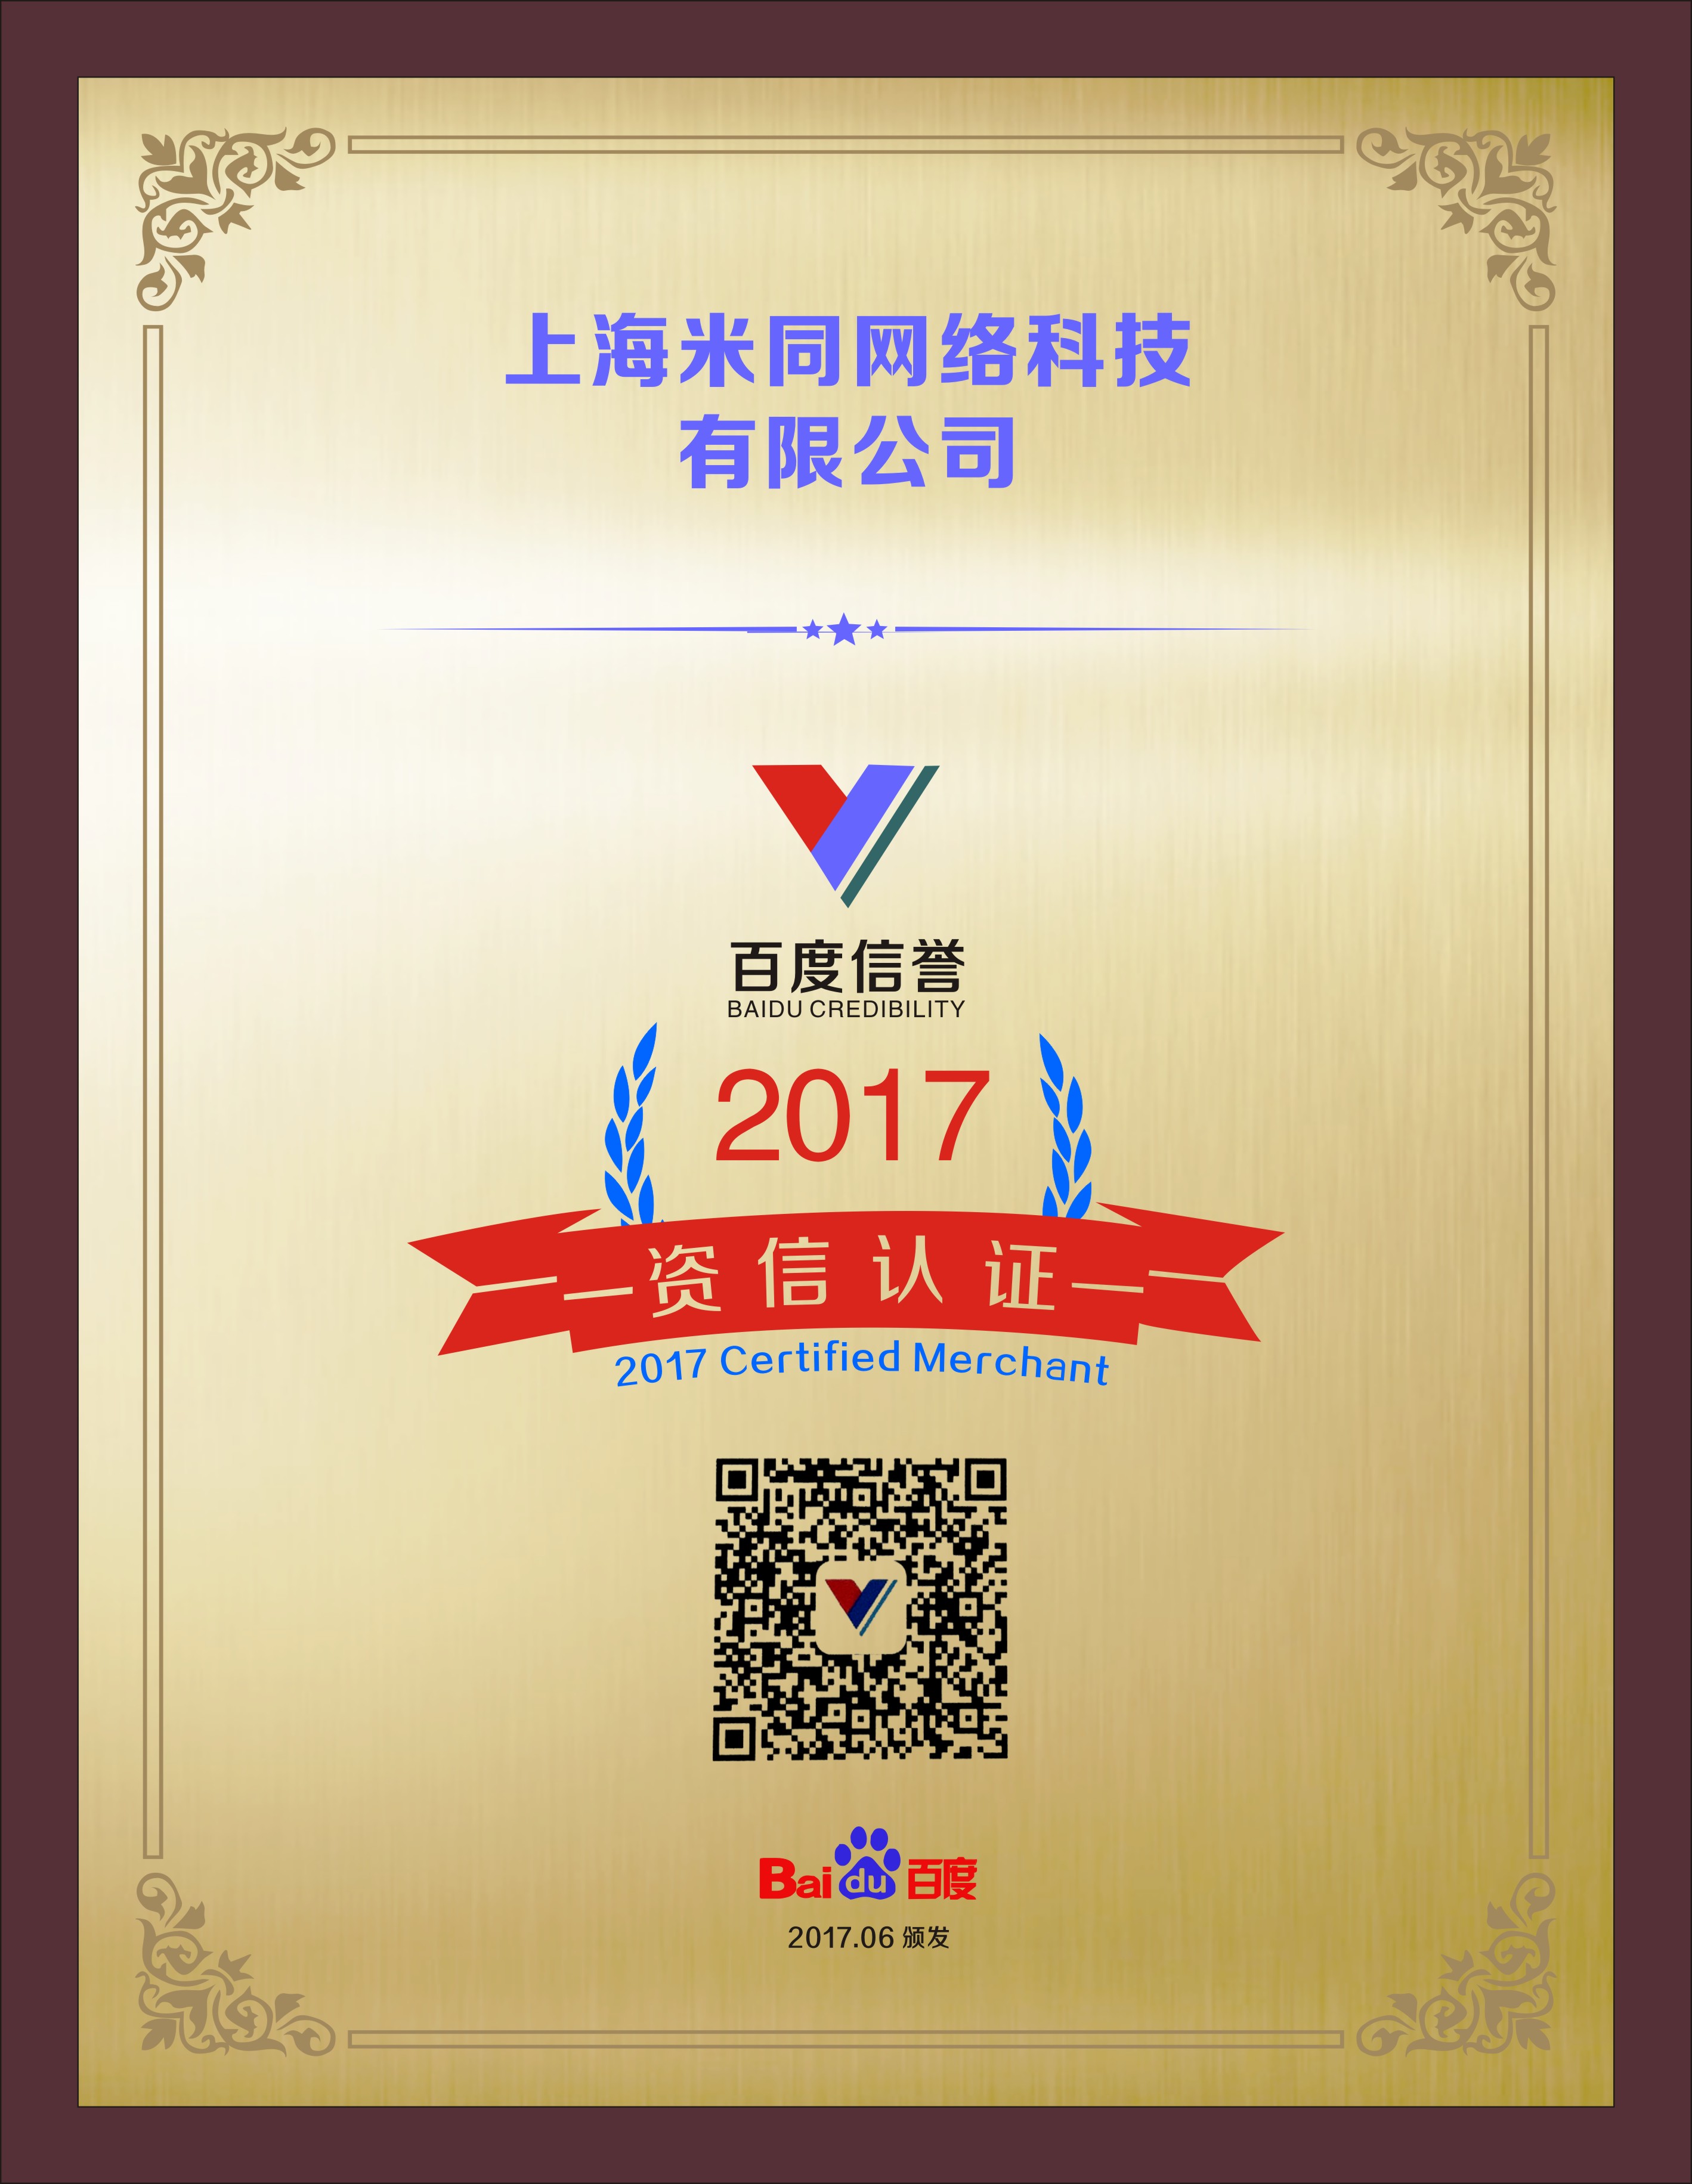 上海米同网络科技
有限公司
百度信誉
BAIDU CREDIBILITY
2017
资信认证
2017 Certified Merchant
Bai du 百度
2017.06 颁发